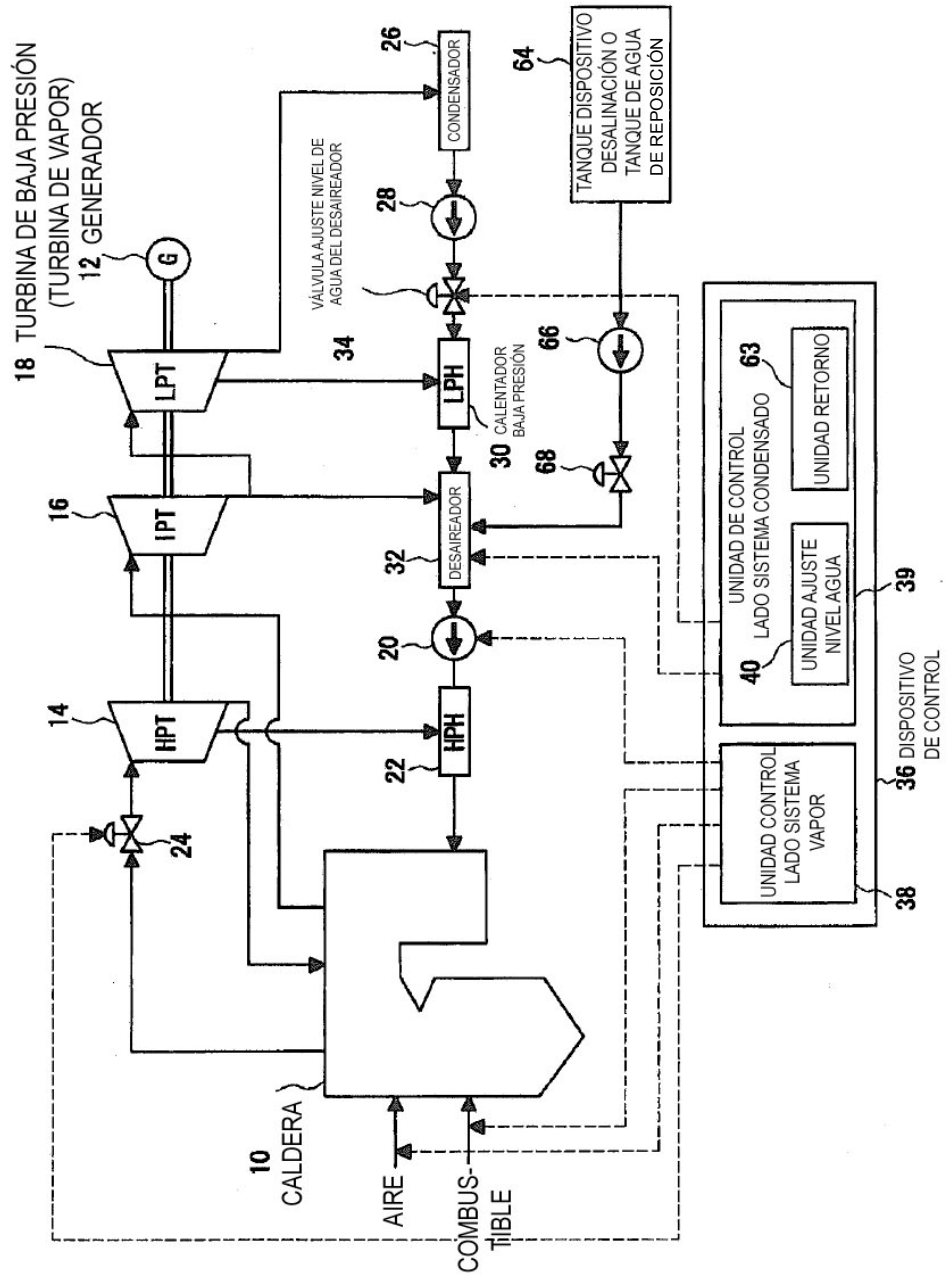 18 TURBINA DE BAJA PRESIÓN
(TURBINA DE VAPOR)
12 GENERADOR
G
LPT
16
IPT
14
HPT
24
26
CONDENSADOR
28
VÁLVULA AJUSTE NIVEL DE
AGUA DEL DESAIREADOR
34
LPH
30
CALENTADOR
BAJA PRESIÓN
DESAIREADOR
32
20
HPH
22
10
CALDERA
AIRE
COMBUS-
TIBLE
64
TANQUE DISPOSITIVO
DESALINACIÓN O
TANQUE DE AGUA
DE REPOSICIÓN
66
68
UNIDAD DE CONTROL
LADO SISTEMA CONDENSADO
63
UNIDAD RETORNO
40
UNIDAD AJUSTE
NIVEL AGUA
39
UNIDAD CONTROL
LADO SISTEMA
VAPOR
38
36 DISPOSITIVO
DE CONTROL